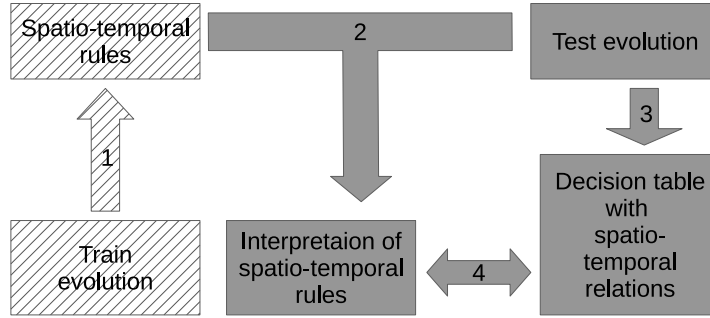 Spatio-temporal
rules
2
Test evolution
1
3
Train
evolution
Interpretaion of
spatio-temporal
rules
4
Decision table
with
spatio-
temporal
relations